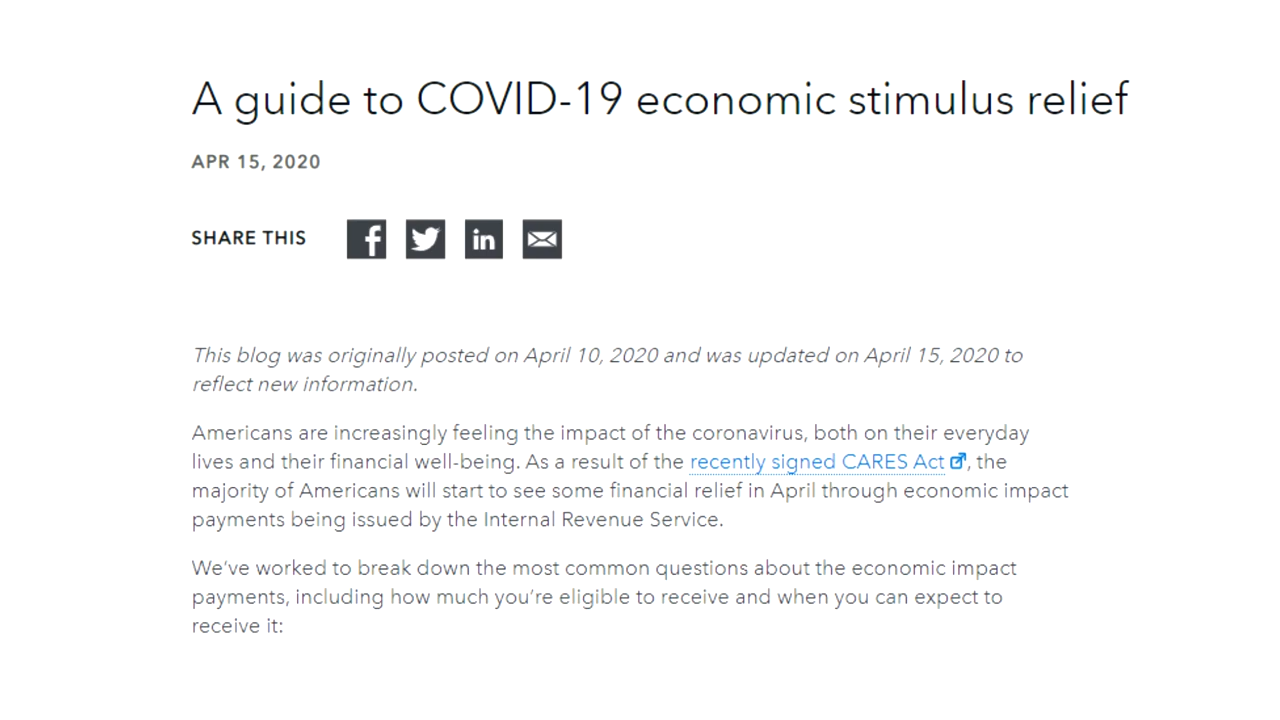 A guide to COVID-19 economic stimulus relief
APR 15, 2020
SHARE THIS
This blog was originally posted on April 10, 2020 and was updated on April 15, 2020 to
reflect new information.
Americans are increasingly feeling the impact of the coronavirus, both on their everyday
lives and their financial well-being. As a result of the recently signed CARES Act, the
majority of Americans will start to see some financial relief in April through economic impact
payments being issued by the Internal Revenue Service.
We've worked to break down the most common questions about the economic impact
payments, including how much you're eligible to receive and when you can expect to
receive it: